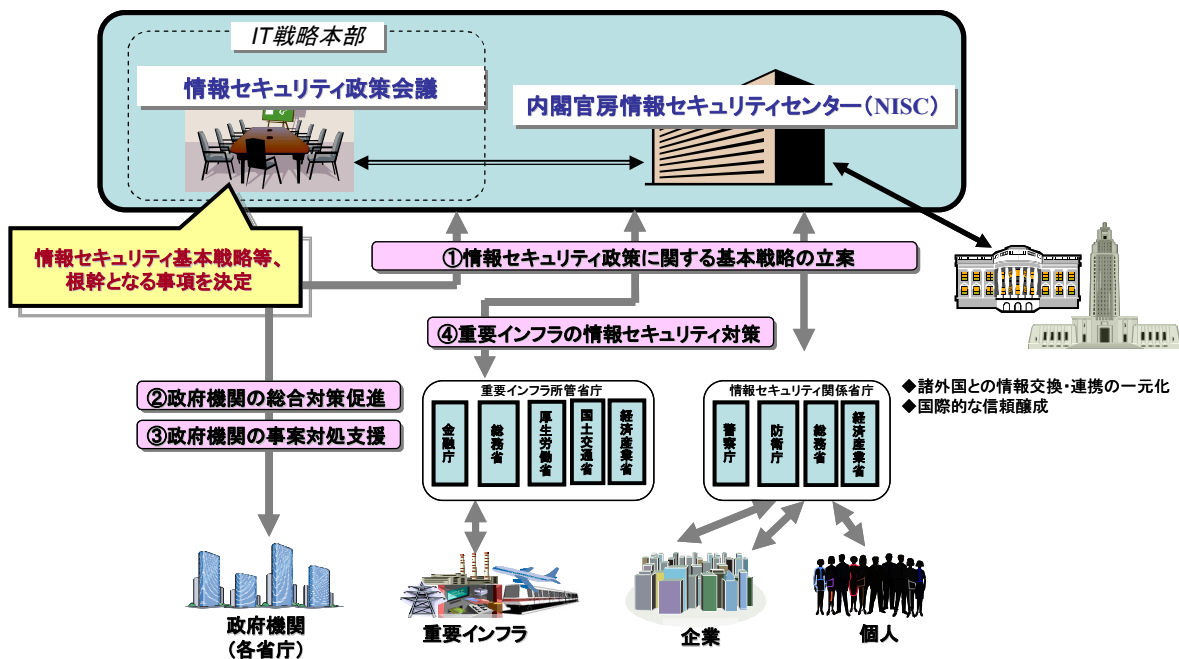 IT戦略本部
情報セキュリティ政策会議
内閣官房情報セキュリティセンター(NISC)
情報セキュリティ基本戦略等、
根幹となる事項を決定
①情報セキュリティ政策に関する基本戦略の立案
④重要インフラの情報セキュリティ対策
②政府機関の総合対策促進
③政府機関の事案対処支援
重要インフラ所管省庁
金融庁
総務省
厚生労働省
国土交通省
経済産業省
情報セキュリティ関係省庁
警察庁
防衛庁
総務省
経済産業省
◆諸外国との情報交換・連携の一元化
◆国際的な信頼醸成
政府機関
(各省庁)
重要インフラ
企業
個人